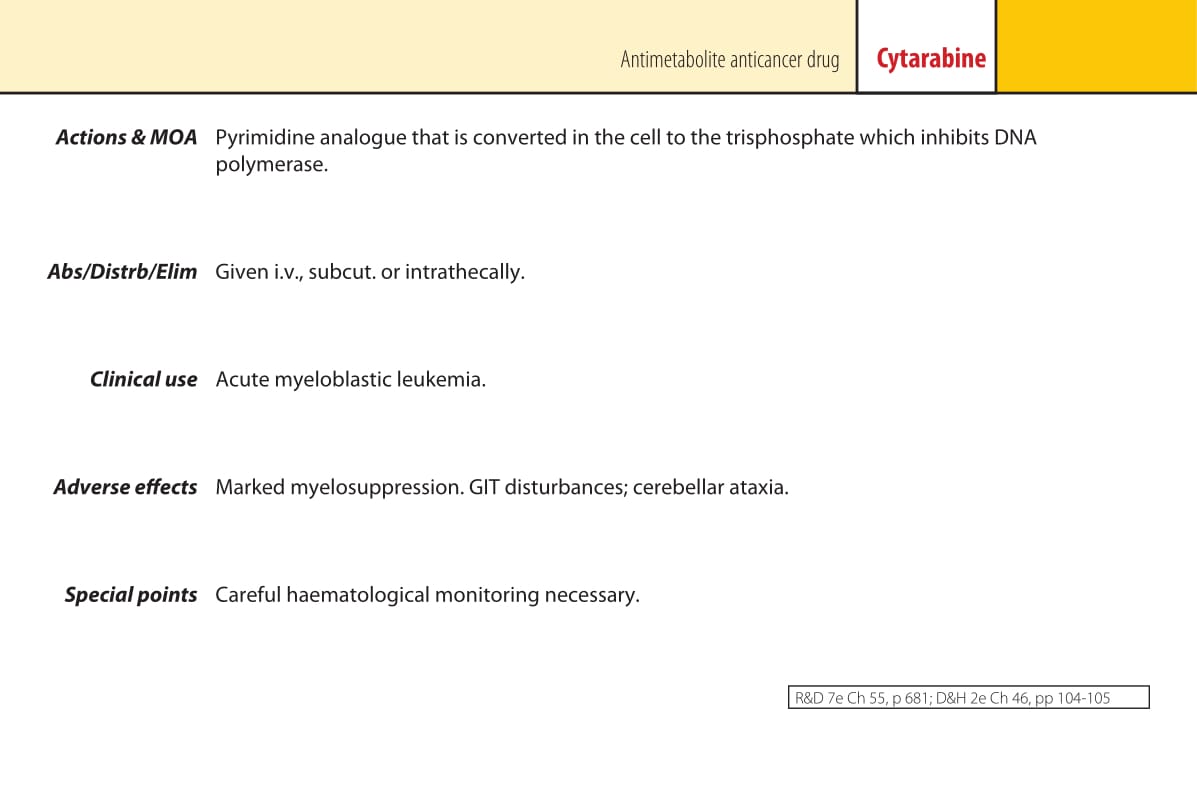 Antimetabolite anticancer drug Cytarabine
Actions & MOA Pyrimidine analogue that is converted in the cell to the trisphosphate which inhibits DNA
polymerase.
Abs/Distrb/Elim Given i.v., subcut. or intrathecally.
Clinical use Acute myeloblastic leukemia.
Adverse effects Marked myelosuppression. GIT disturbances; cerebellar ataxia.
Special points Careful haematological monitoring necessary.
R&D 7e Ch 55, p 681; D&H 2e Ch 46, pp 104-105